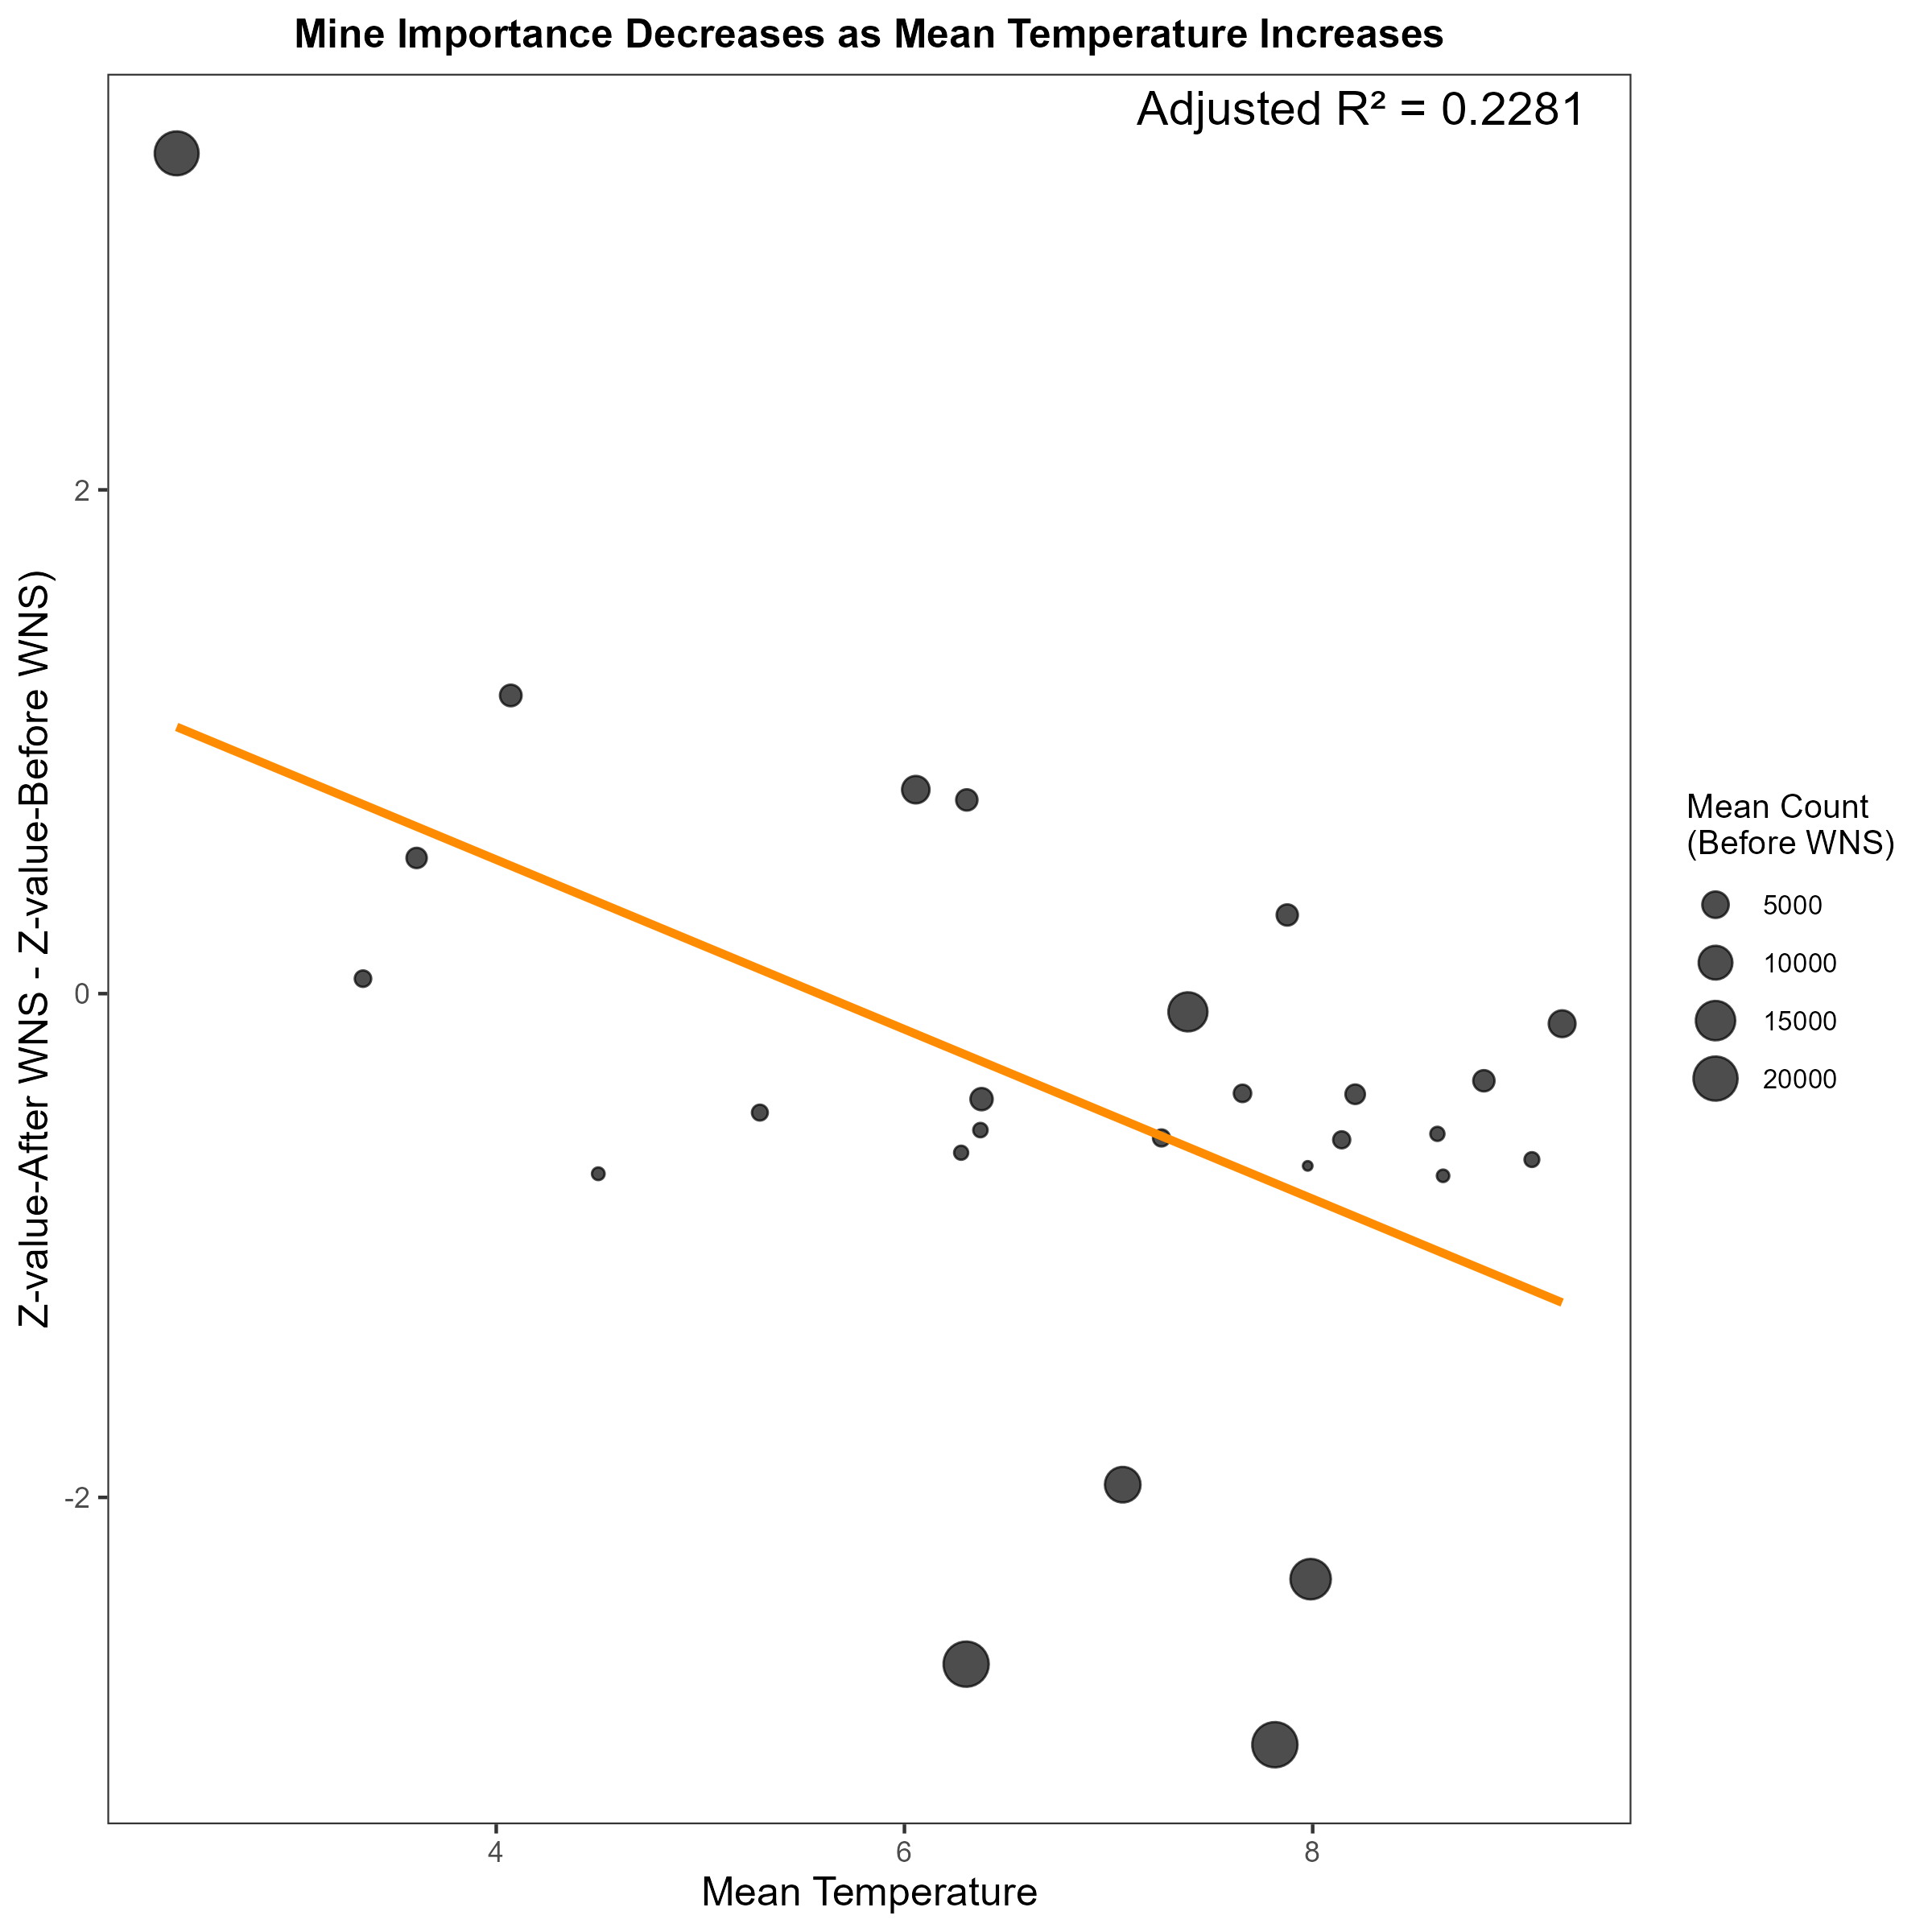 Mine Importance Decreases as Mean Temperature Increases
Adjusted R² = 0.2281
Z-value-After WNS - Z-value-Before WNS)
2
0
-2
4
6
8
Mean Temperature
Mean Count
(Before WNS)
5000
10000
15000
20000